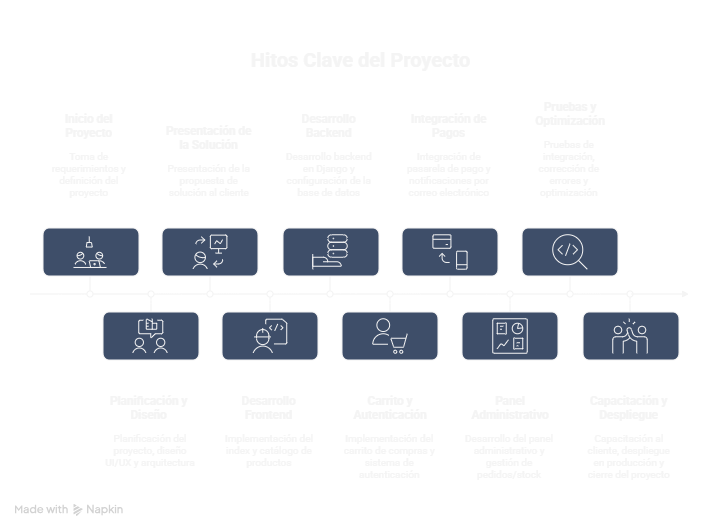 Hitos Clave del Proyecto
Inicio del
Proyecto
Toma de
requerimientos y
definición del
proyecto
Presentación de
la Solución
Presentación de la
propuesta de
solución al cliente
Desarrollo
Backend
Desarrollo backend
en Django y
configuración de la
base de datos
Integración de
Pagos
Integración de
pasarela de pago y
notificaciones por
correo electrónico
Pruebas y
Optimización
Pruebas de
integración,
corrección de
errores y
optimización
Planificación y
Diseño
Planificación del
proyecto, diseño
UI/UX y arquitectura
Desarrollo
Frontend
Implementación del
index y catálogo de
productos
Carrito y
Autenticación
Implementación del
carrito de compras y
sistema de
autenticación
Panel
Administrativo
Desarrollo del panel
administrativo y
gestión de
pedidos/stock
Capacitación y
Despliegue
Capacitación al
cliente, despliegue
en producción y
cierre del proyecto
Made with Napkin